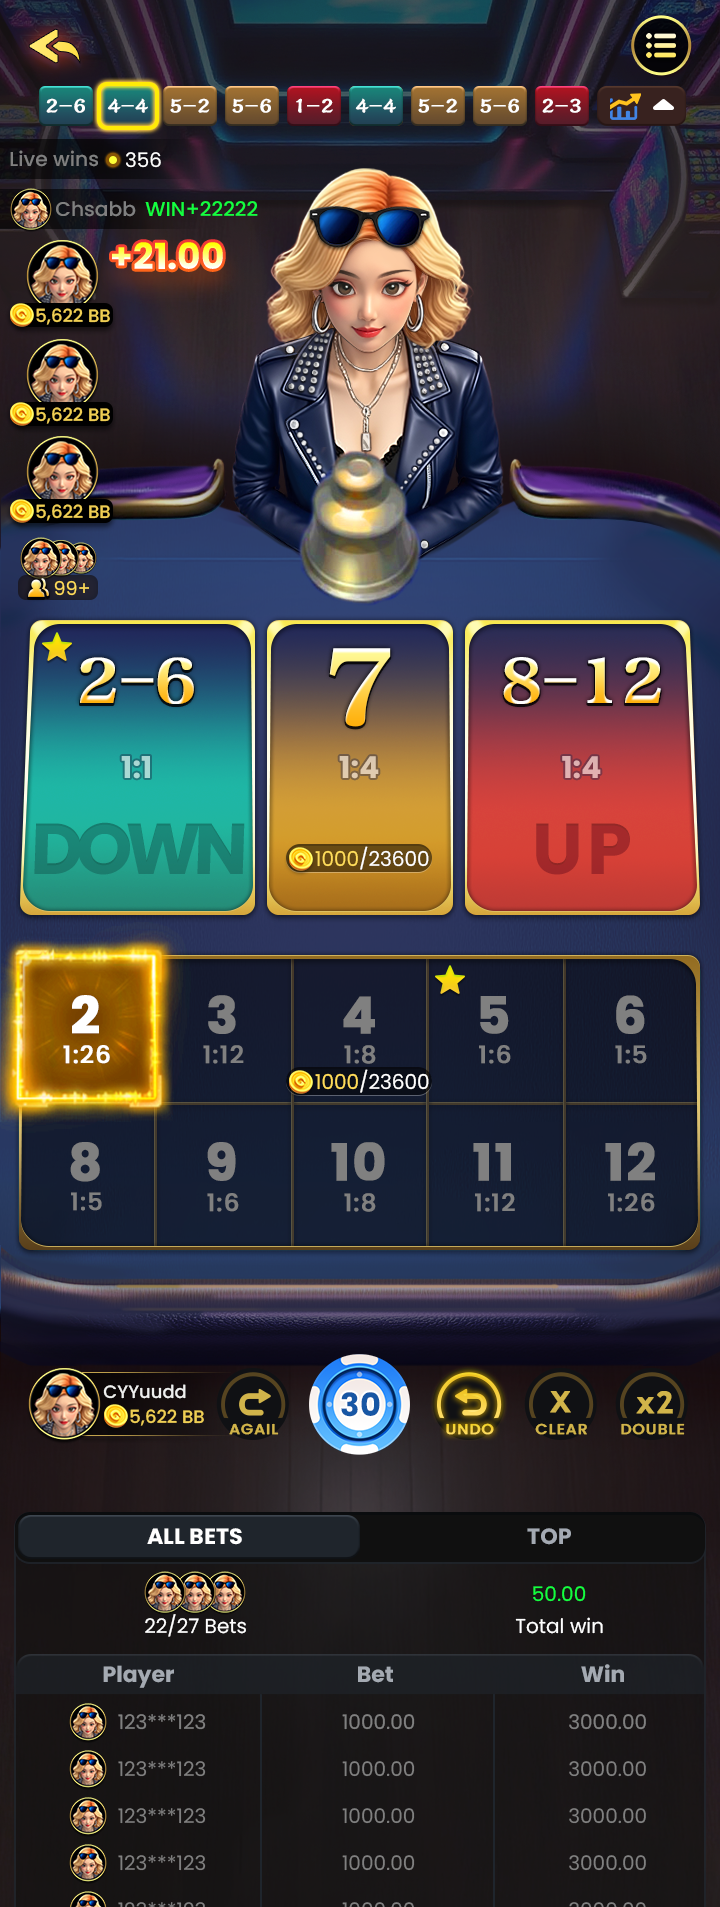 2-6 4-4 5-2 5-6 1-2 4-4 5-2 5-6 2-3
Live wins 356
Chsabb WIN+22222
+21.00
5,622 BB
5,622 BB
5,622 BB
99+
2-6 7 8-12
1:1 1:4 1:4
DOWN UP
1000/23600
2 3 4 5 6
1:26 1:12 1:8 1:6 1:5
1000/23600
8 9 10 11 12
1:5 1:6 1:8 1:12 1:26
CYYuudd
5,622 BB
30
X x2
AGAIL UNDO CLEAR DOUBLE
ALL BETS TOP
50.00
22/27 Bets Total win
Player Bet Win
123***123 1000.00 3000.00
123***123 1000.00 3000.00
123***123 1000.00 3000.00
123***123 1000.00 3000.00